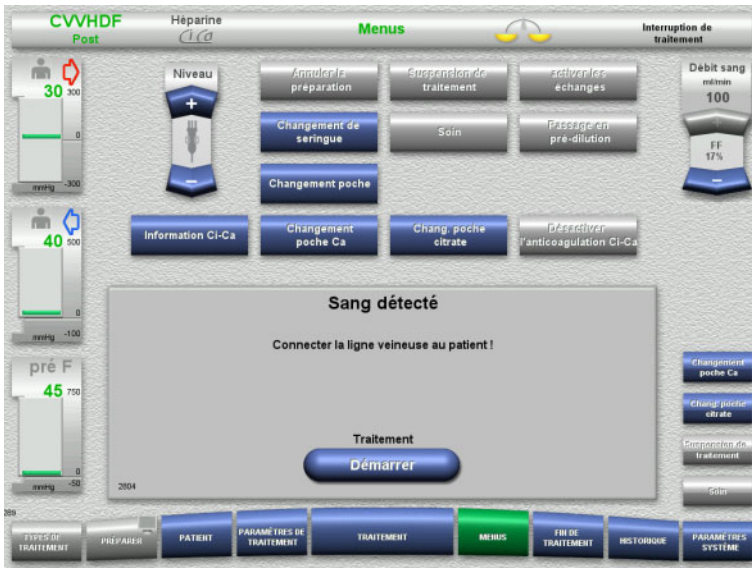 CVVHDF
Post
Héparine
Ci Ca
Menus
Interruption de
traitement
30
300
0
mmHg
-300
Niveau
+
−
Annuler la
préparation
Suspension de
traitement
activer les
échanges
Changement de
seringue
Soin
Passage en
pré-dilution
Changement poche
Débit sang
ml/min
100
+
FF
17%
−
40
500
0
mmHg
-100
Information Ci-Ca
Changement
poche Ca
Chang. poche
citrate
Désactiver
l'anticoagulation Ci-Ca
Sang détecté
Connecter la ligne veineuse au patient !
Traitement
Démarrer
2804
pré F
45
750
0
mmHg
-50
Changement
poche Ca
Chang. poche
citrate
Suspension de
traitement
Soin
289
TYPES DE
TRAITEMENT
PRÉPARER
PATIENT
PARAMÈTRES DE
TRAITEMENT
TRAITEMENT
MENUS
FIN DE
TRAITEMENT
HISTORIQUE
PARAMÈTRES
SYSTÈME